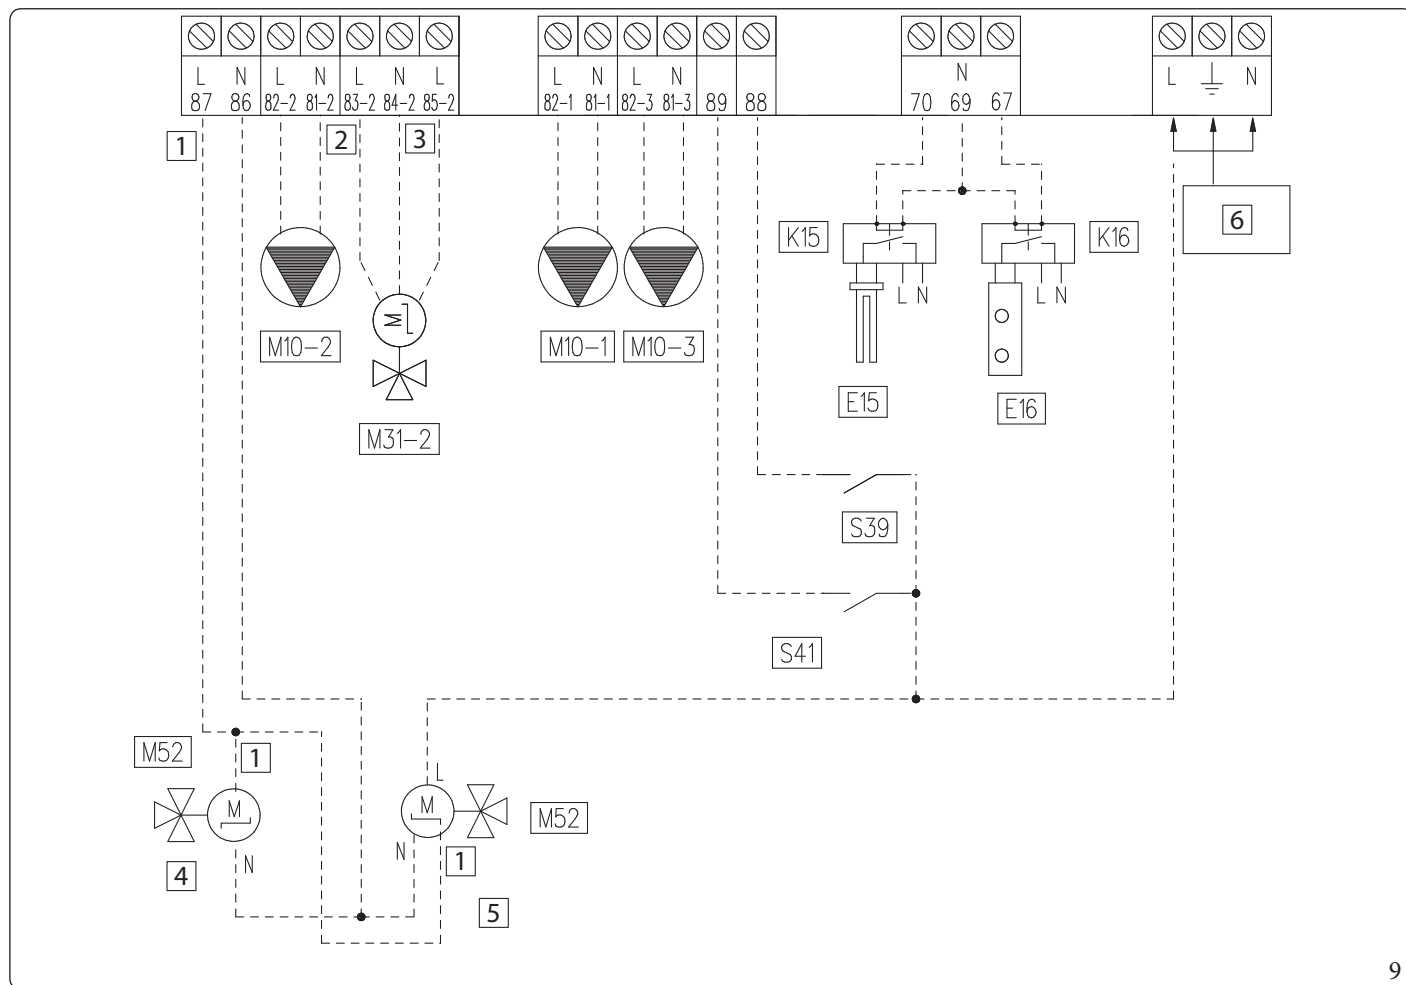 L N L N L N L
87 86 82-2 81-2 83-2 84-2 85-2
L N L N
82-1 81-1 82-3 81-3 89 88
N
70 69 67
L N
1
2
3
6
K15
K16
L N
L N
M10-2
M
M31-2
M10-1
M10-3
E15
E16
S39
S41
M52
1
M
4
N
L
M
M52
N
1
5
9